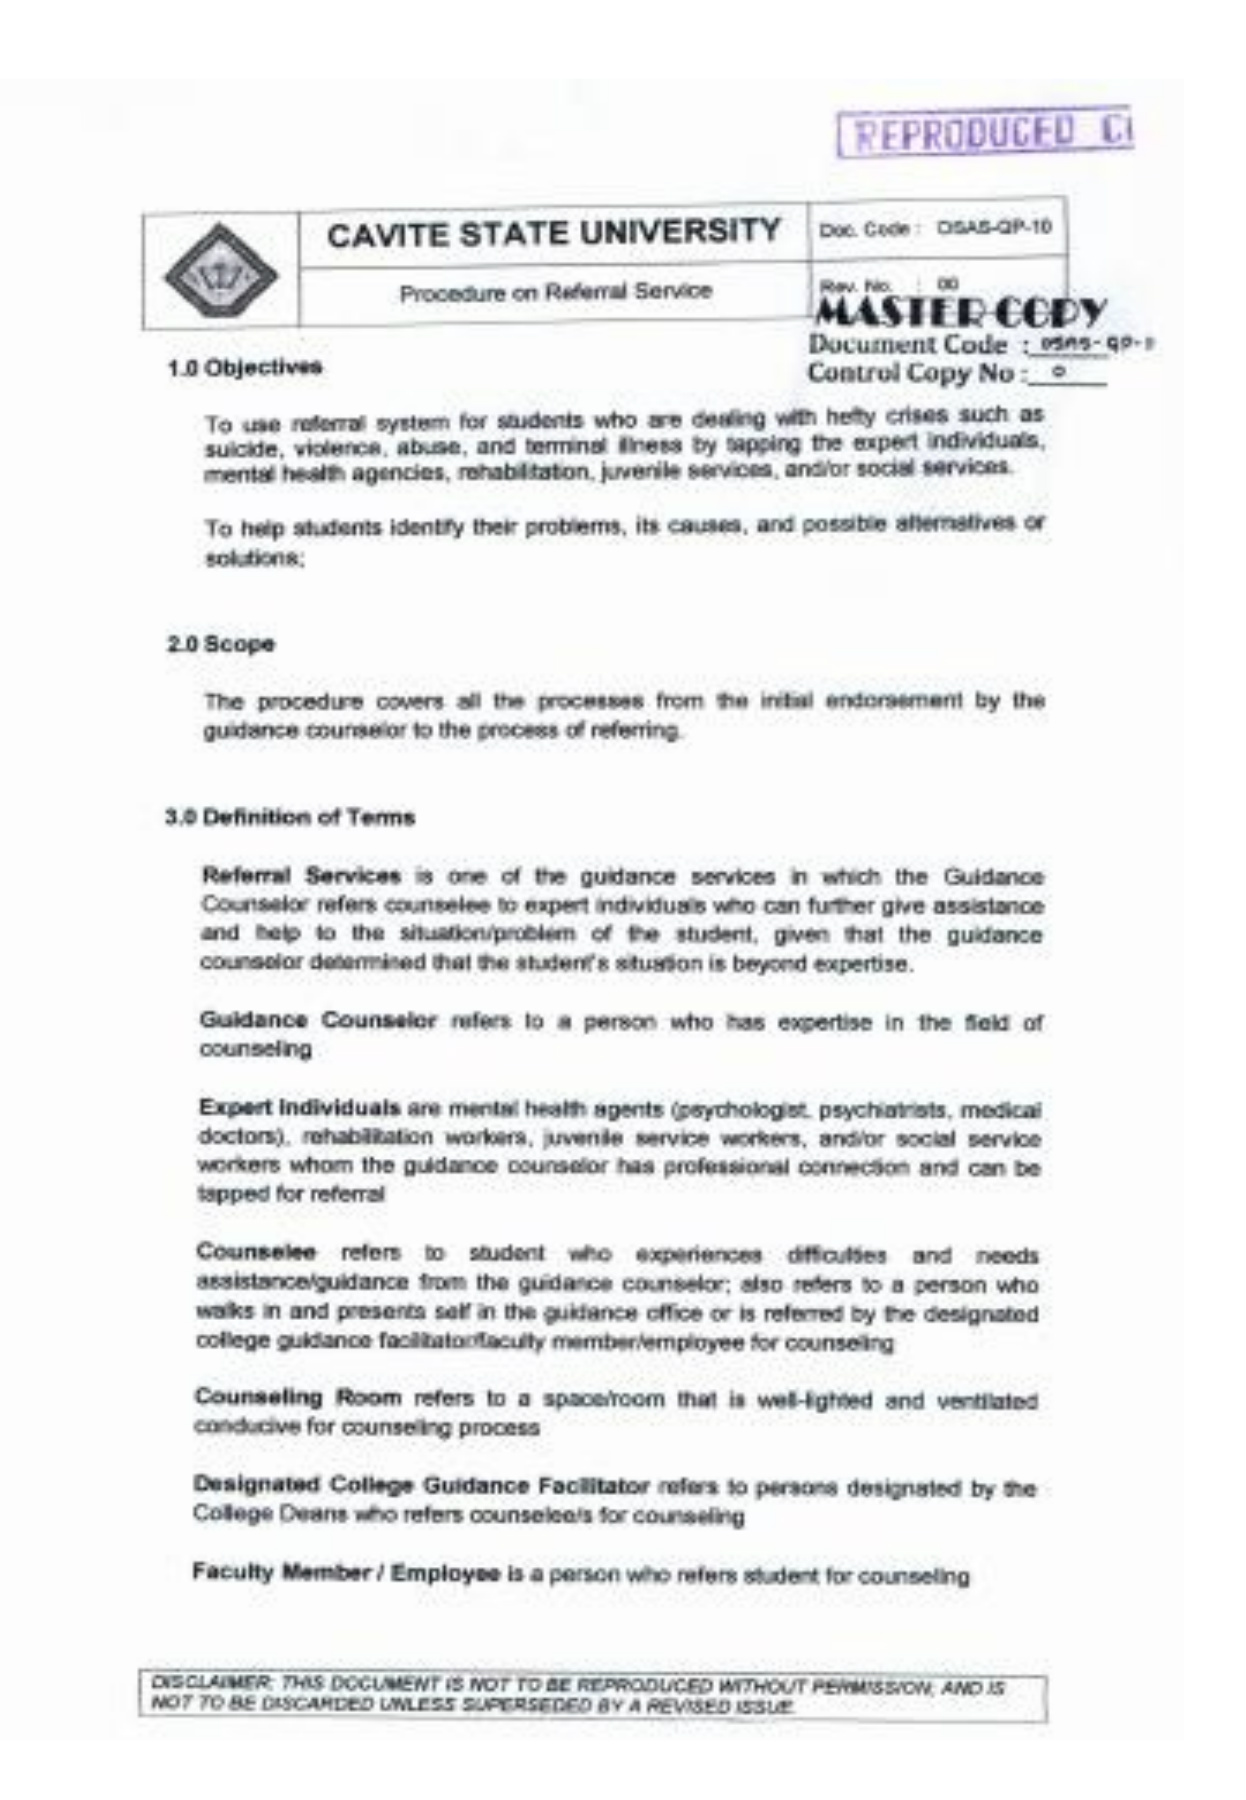 REPRODUCED
CAVITE STATE UNIVERSITY
Doc. Code : OSAS-QP-10
Procedure on Referral Service
Rev. No. : 00
MASTER COPY
Document Code : OSAS-QP-
Control Copy No : 0
1.0 Objectives
To use referral system for students who are dealing with hefty crises such as
suicide, violence, abuse, and terminal illness by tapping the expert individuals,
mental health agencies, rehabilitation, juvenile services, and/or social services.
To help students identify their problems, its causes, and possible alternatives or
solutions;
2.0 Scope
The procedure covers all the processes from the initial endorsement by the
guidance counselor to the process of referring.
3.0 Definition of Terms
Referral Services is one of the guidance services in which the Guidance
Counselor refers counselee to expert individuals who can further give assistance
and help to the situation/problem of the student, given that the guidance
counselor determined that the student's situation is beyond expertise.
Guidance Counselor refers to a person who has expertise in the field of
counseling
Expert Individuals are mental health agents (psychologist, psychiatrists, medical
doctors), rehabilitation workers, juvenile service workers, and/or social service
workers whom the guidance counselor has professional connection and can be
tapped for referral
Counselee refers to student who experiences difficulties and needs
assistance/guidance from the guidance counselor; also refers to a person who
walks in and presents self in the guidance office or is referred by the designated
college guidance facilitator/faculty member/employee for counseling
Counseling Room refers to a space/room that is well-lighted and ventilated
conducive for counseling process
Designated College Guidance Facilitator refers to persons designated by the
College Deans who refers counselee/s for counseling
Faculty Member / Employee is a person who refers student for counseling
DISCLAIMER: THIS DOCUMENT IS NOT TO BE REPRODUCED WITHOUT PERMISSION, AND IS
NOT TO BE DISCARDED UNLESS SUPERSEDED BY A REVISED ISSUE.